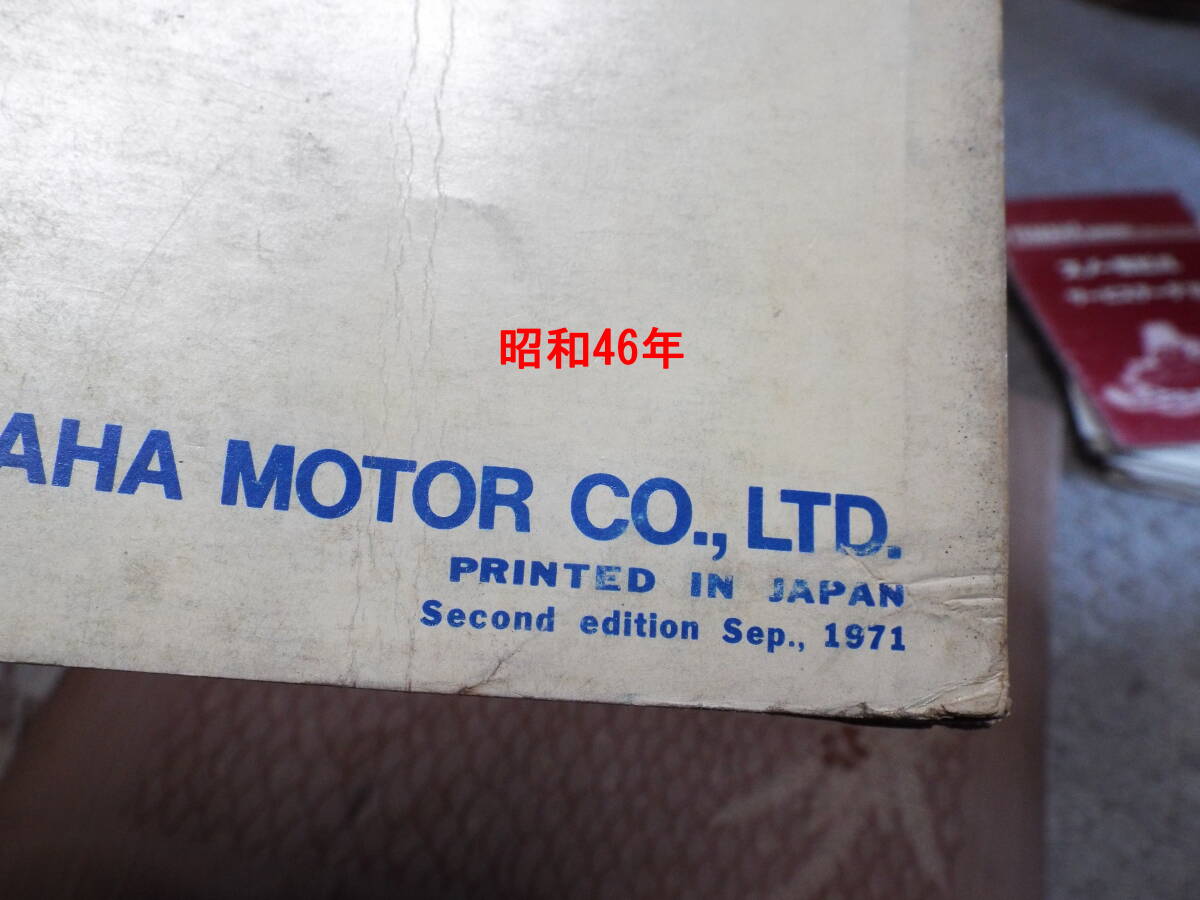 昭和46年
AHA MOTOR CO., LTD.
PRINTED IN JAPAN
Second edition Sep., 1971